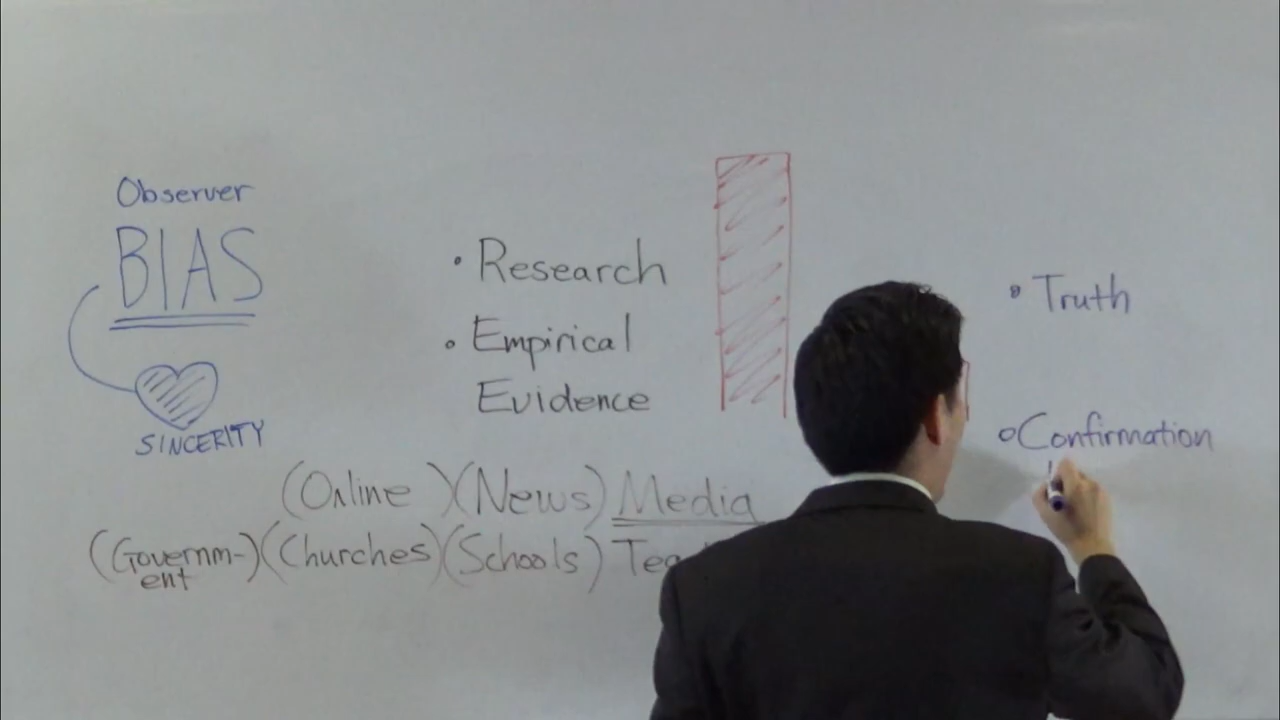 Observer
BIAS
SINCERITY
• Research
• Empirical
Evidence
(Online )(News) Media
(Governm-)(Churches)(Schools)
ent
• Truth
• Confirmation